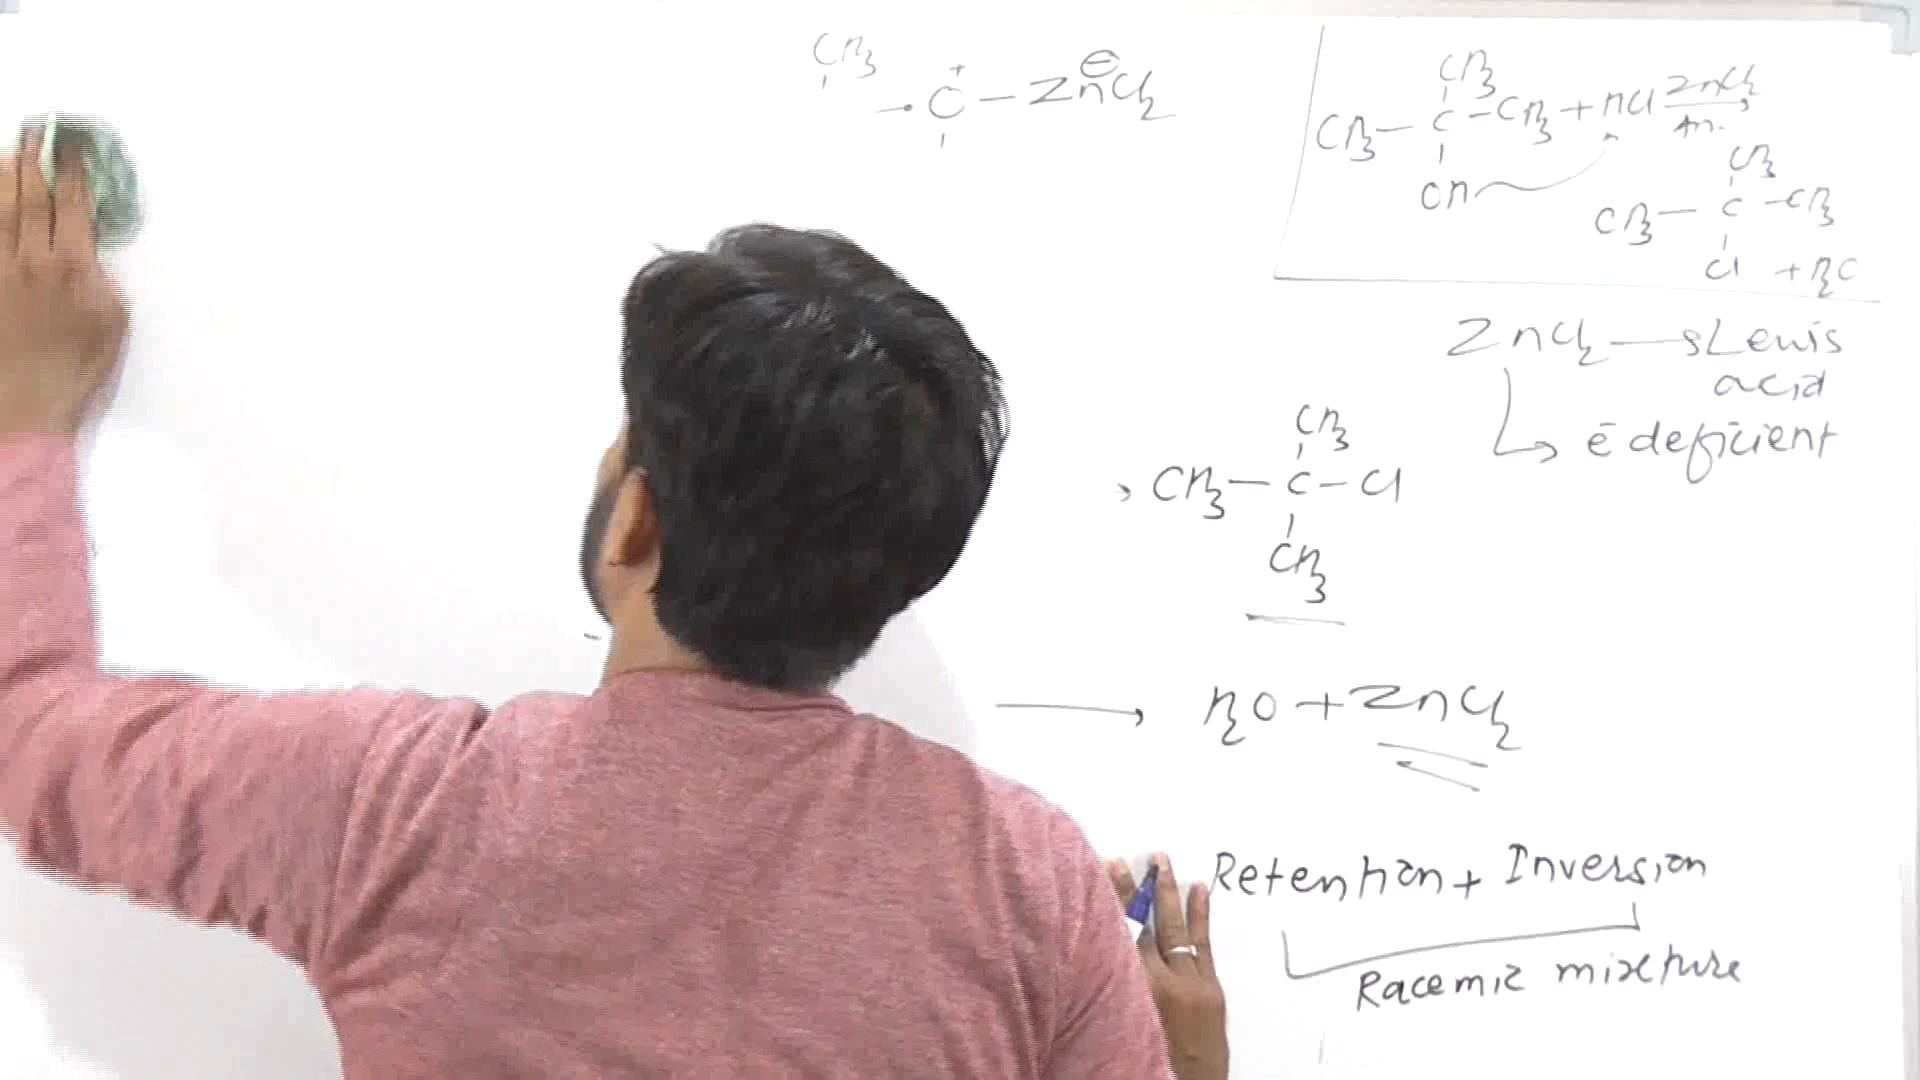 CH3
+ ⊖
C — ZnCl2
CH3
CH3 — C — CH3 + HCl ZnCl2
an.
OH
CH3
CH3 — C — CH3
Cl + H2O
ZnCl2 → Lewis
acid
→ ē deficient
CH3
→ CH3 — C — Cl
CH3
→ H2O + ZnCl2
Retention + Inversion
Racemic mixture